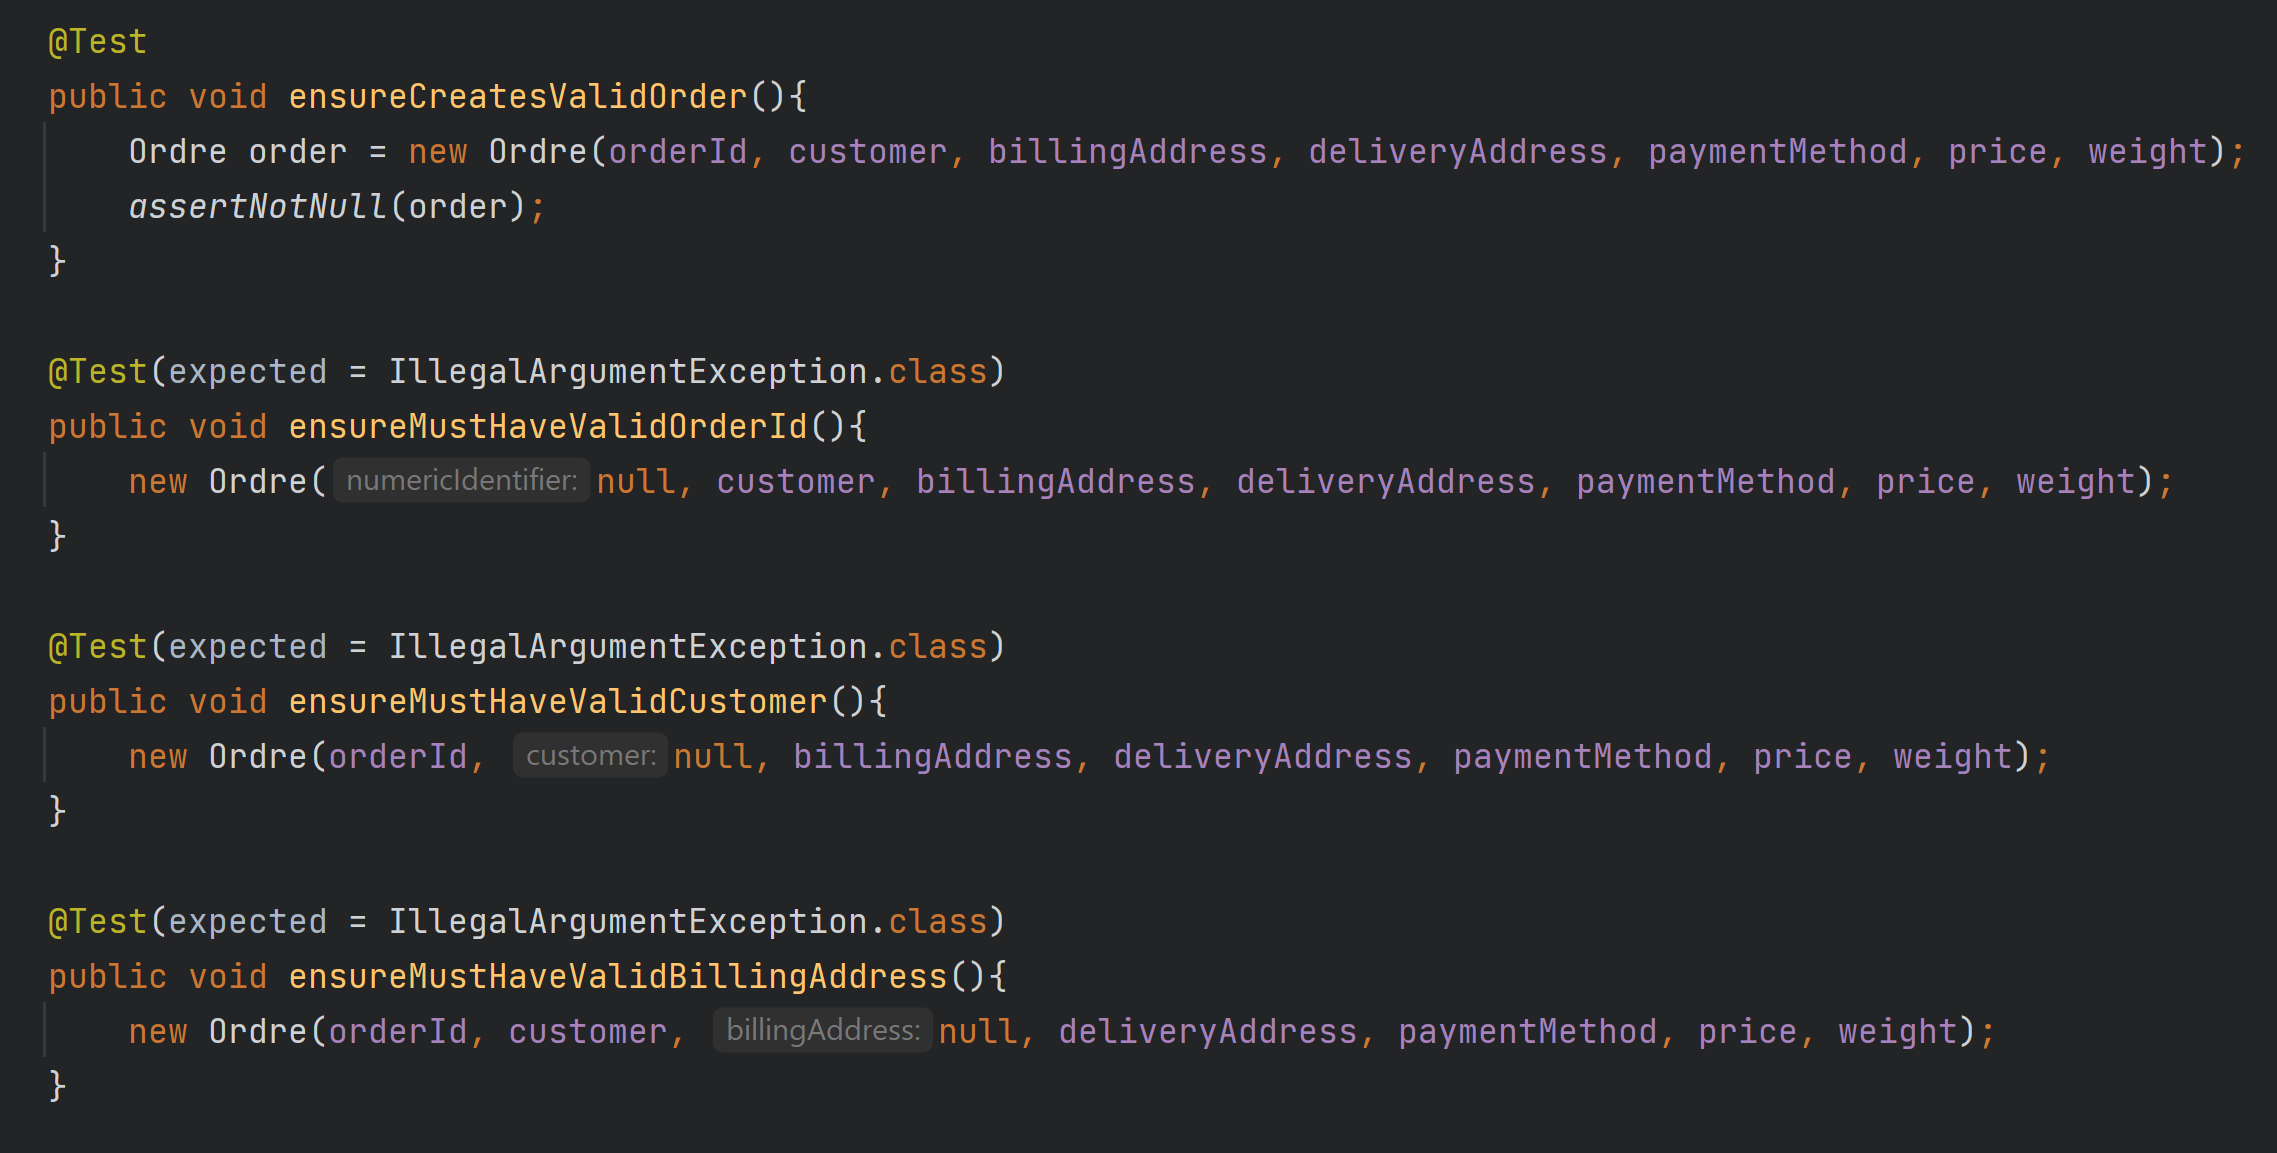 @Test
public void ensureCreatesValidOrder(){
    Ordre order = new Ordre(orderId, customer, billingAddress, deliveryAddress, paymentMethod, price, weight);
    assertNotNull(order);
}
@Test(expected = IllegalArgumentException.class)
public void ensureMustHaveValidOrderId(){
    new Ordre( numericIdentifier: null, customer, billingAddress, deliveryAddress, paymentMethod, price, weight);
}
@Test(expected = IllegalArgumentException.class)
public void ensureMustHaveValidCustomer(){
    new Ordre(orderId, customer: null, billingAddress, deliveryAddress, paymentMethod, price, weight);
}
@Test(expected = IllegalArgumentException.class)
public void ensureMustHaveValidBillingAddress(){
    new Ordre(orderId, customer, billingAddress: null, deliveryAddress, paymentMethod, price, weight);
}